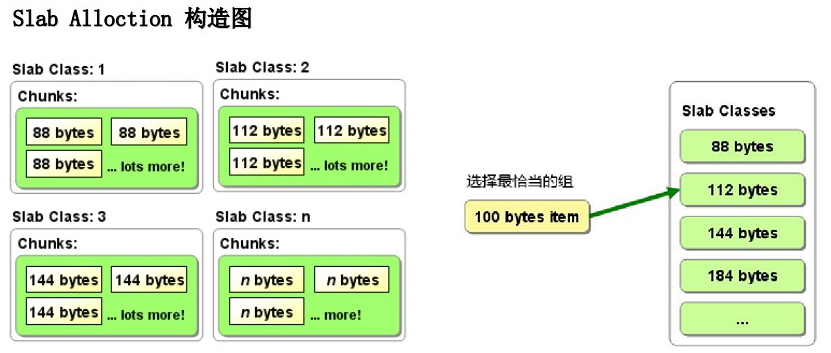 Slab Alloction 构造图
Slab Class: 1
Chunks:
88 bytes 88 bytes
88 bytes ... lots more!
Slab Class: 2
Chunks:
112 bytes 112 bytes
112 bytes ... lots more!
Slab Class: 3
Chunks:
144 bytes 144 bytes
144 bytes ... lots more!
Slab Class: n
Chunks:
n bytes n bytes
n bytes ... more!
选择最恰当的组
100 bytes item
Slab Classes
88 bytes
112 bytes
144 bytes
184 bytes
...